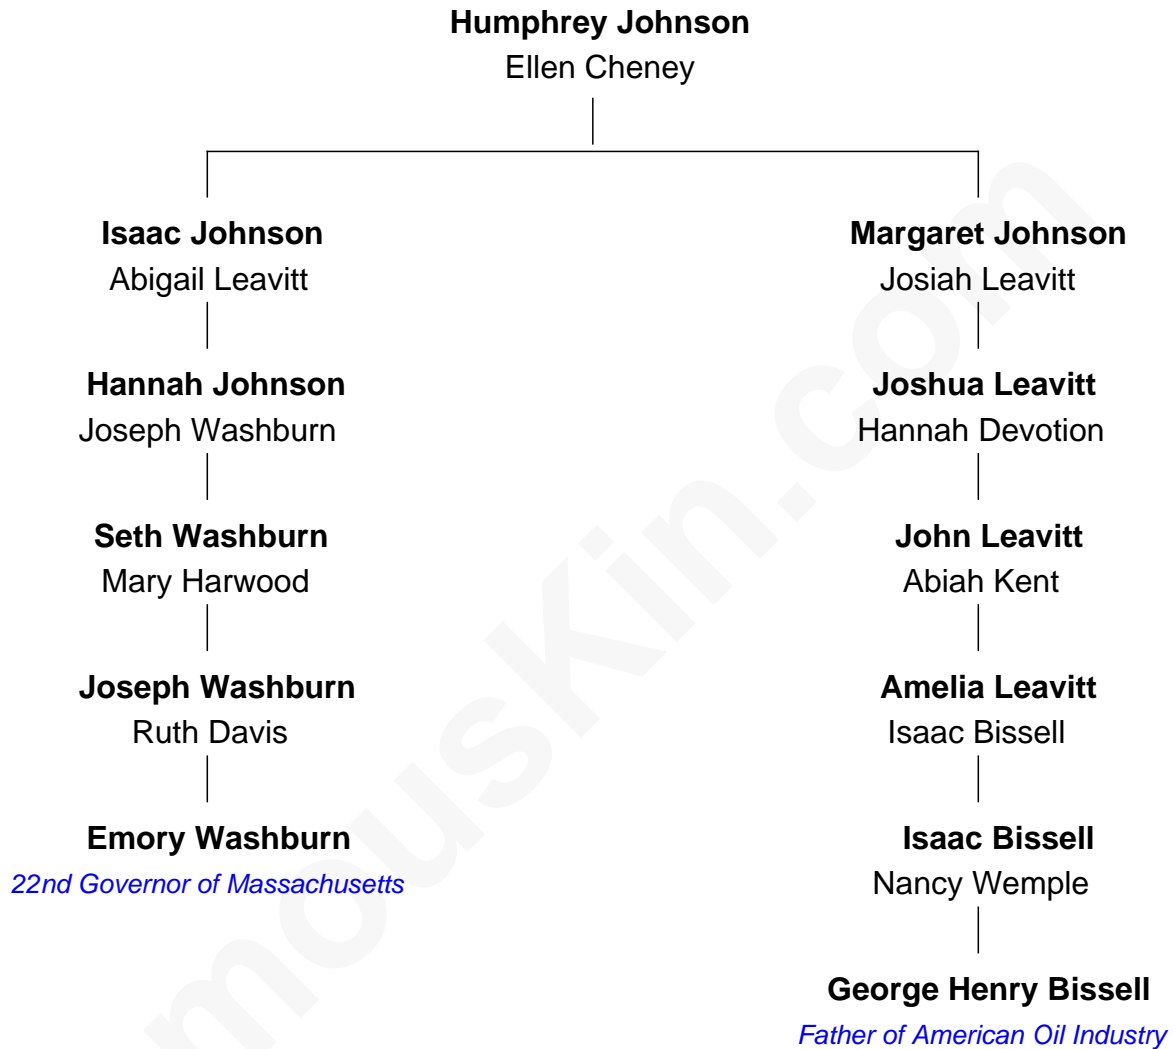 Humphrey Johnson
Ellen Cheney
Isaac Johnson
Abigail Leavitt
Margaret Johnson
Josiah Leavitt
Hannah Johnson
Joseph Washburn
Joshua Leavitt
Hannah Devotion
Seth Washburn
Mary Harwood
John Leavitt
Abiah Kent
Joseph Washburn
Ruth Davis
Amelia Leavitt
Isaac Bissell
Emory Washburn
22nd Governor of Massachusetts
Isaac Bissell
Nancy Wemple
George Henry Bissell
Father of American Oil Industry
mousKin.com